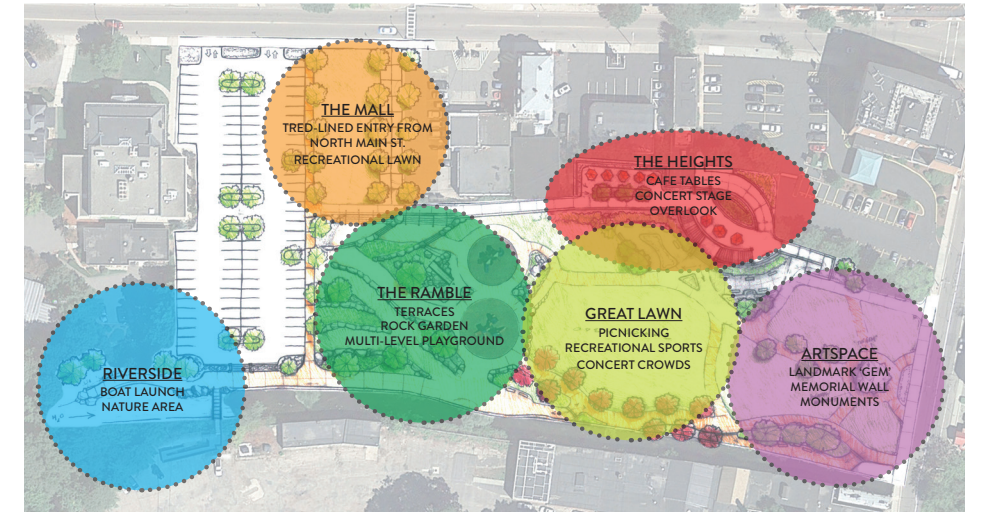 THE MALL
TRED-LINED ENTRY FROM
NORTH MAIN ST.
RECREATIONAL LAWN
THE HEIGHTS
CAFE TABLES
CONCERT STAGE
OVERLOOK
THE RAMBLE
TERRACES
ROCK GARDEN
MULTI-LEVEL PLAYGROUND
GREAT LAWN
PICNICKING
RECREATIONAL SPORTS
CONCERT CROWDS
ARTSPACE
LANDMARK 'GEM'
MEMORIAL WALL
MONUMENTS
RIVERSIDE
BOAT LAUNCH
NATURE AREA